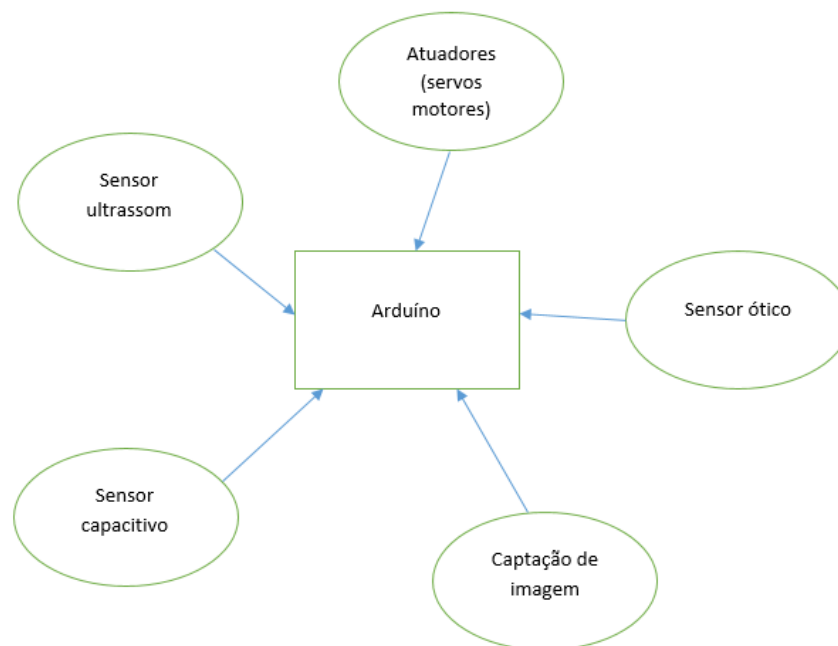 Atuadores
(servos
motores)
Sensor
ultrassom
Arduíno
Sensor ótico
Sensor
capacitivo
Captação de
imagem